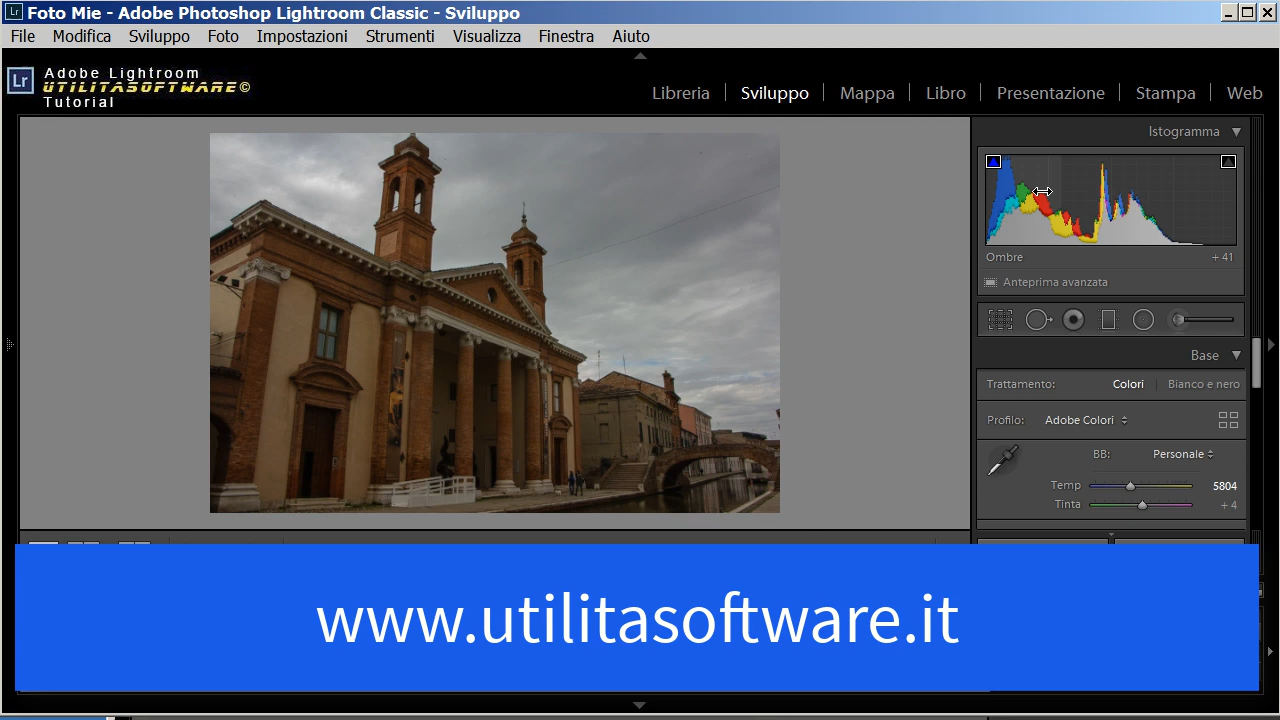 Foto Mie - Adobe Photoshop Lightroom Classic - Sviluppo
File Modifica Sviluppo Foto Impostazioni Strumenti Visualizza Finestra Aiuto
Lr Adobe Lightroom
UTILITASOFTWARE©
Tutorial
Libreria | Sviluppo | Mappa | Libro | Presentazione | Stampa | Web
Istogramma
Ombre + 41
Anteprima avanzata
Base
Trattamento: Colori | Bianco e nero
Profilo: Adobe Colori
BB: Personale
Temp 5804
Tinta + 4
www.utilitasoftware.it